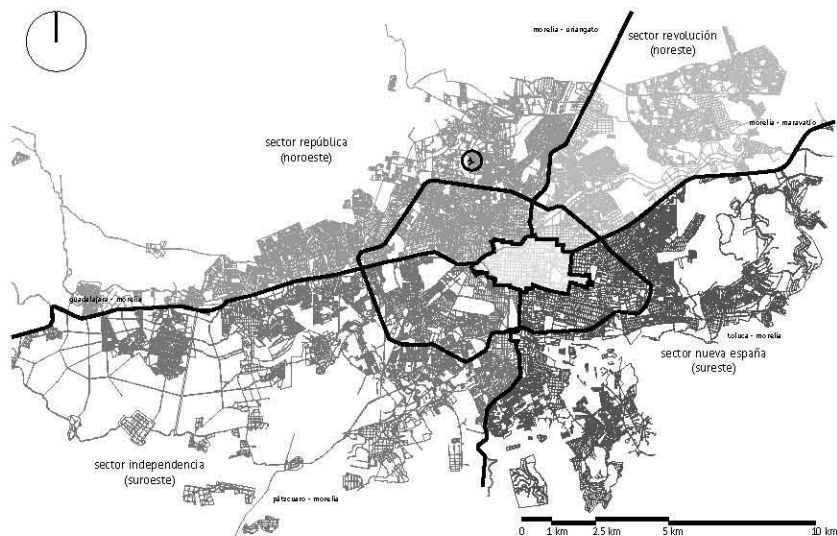 morelia - uriangato
sector revolución
(noreste)
morelia - maravatío
sector república
(noroeste)
guadalajara - morelia
toluca - morelia
sector nueva españa
(sureste)
sector independencia
(suroeste)
pátzcuaro - morelia
0 1 km 2.5 km 5 km 10 km